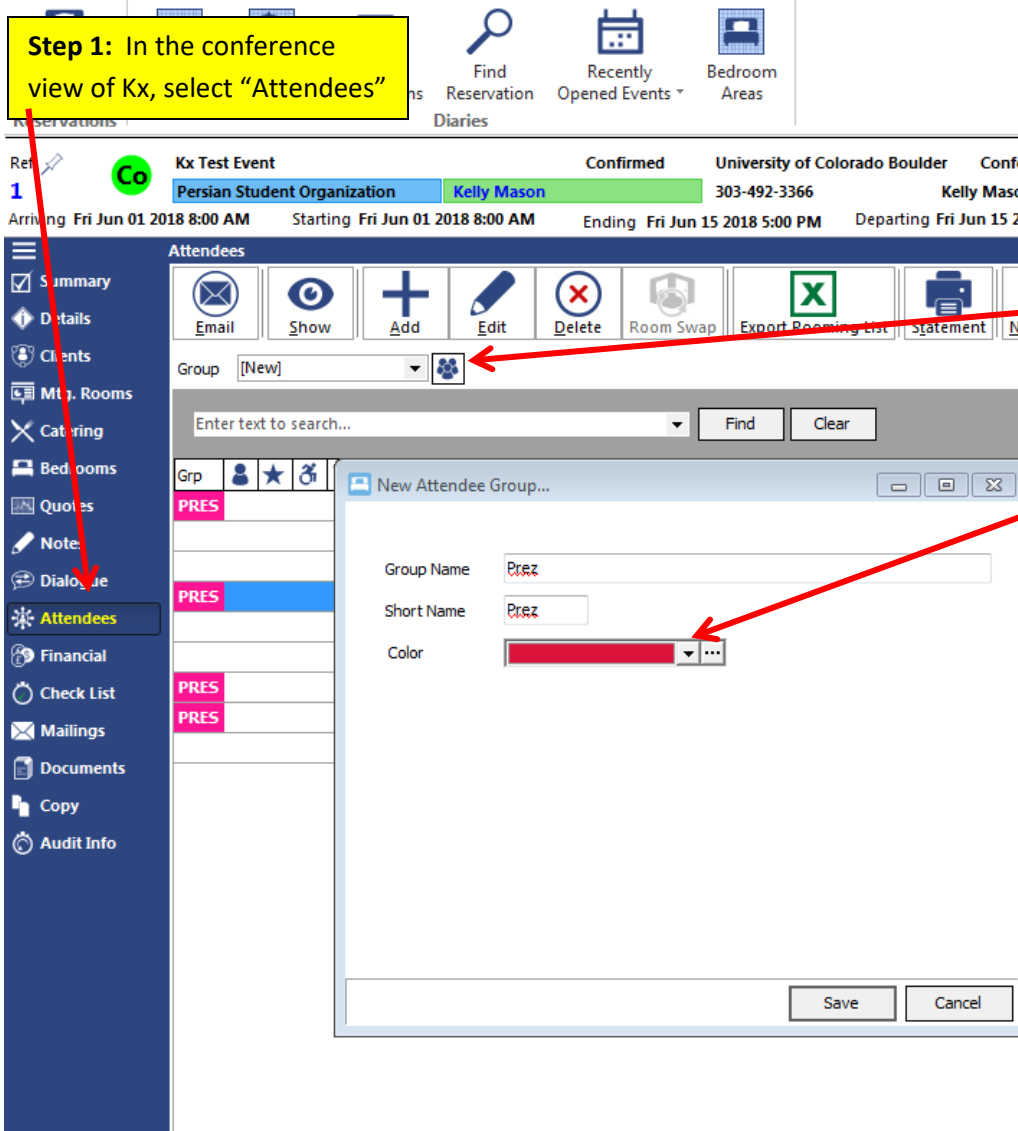 Step 1: In the conference
view of Kx, select “Attendees”
Find
Reservation
Recently
Opened Events
Bedroom
Areas
Reservations
Diaries
Ref
Co
Kx Test Event
Confirmed
University of Colorado Boulder
1
Persian Student Organization
Kelly Mason
303-492-3366
Arriving Fri Jun 01 2018 8:00 AM
Starting Fri Jun 01 2018 8:00 AM
Ending Fri Jun 15 2018 5:00 PM
Departing Fri Jun 15
Attendees
Summary
Details
Clients
Mtg. Rooms
Catering
Bedrooms
Quotes
Notes
Dialogue
Attendees
Financial
Check List
Mailings
Documents
Copy
Audit Info
Email
Show
Add
Edit
Delete
Room Swap
Export Rooming List
Statement
Group
[New]
Enter text to search...
Find
Clear
Grp
PRES
PRES
PRES
PRES
New Attendee Group...
Group Name
Prez
Short Name
Prez
Color
Save
Cancel